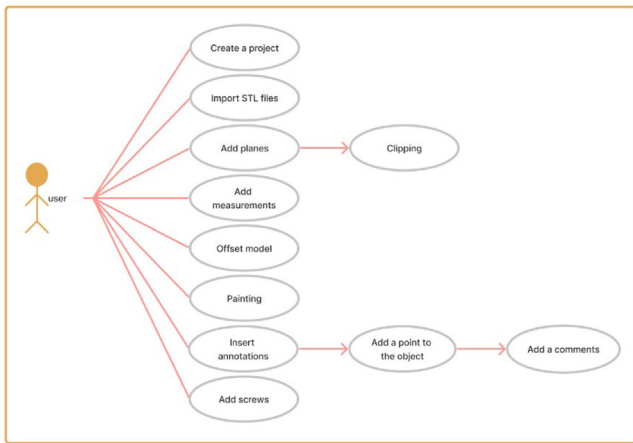 Create a project
Import STL files
Add planes
Clipping
user
Add
measurements
Offset model
Painting
Insert
annotations
Add a point to
the object
Add a comments
Add screws